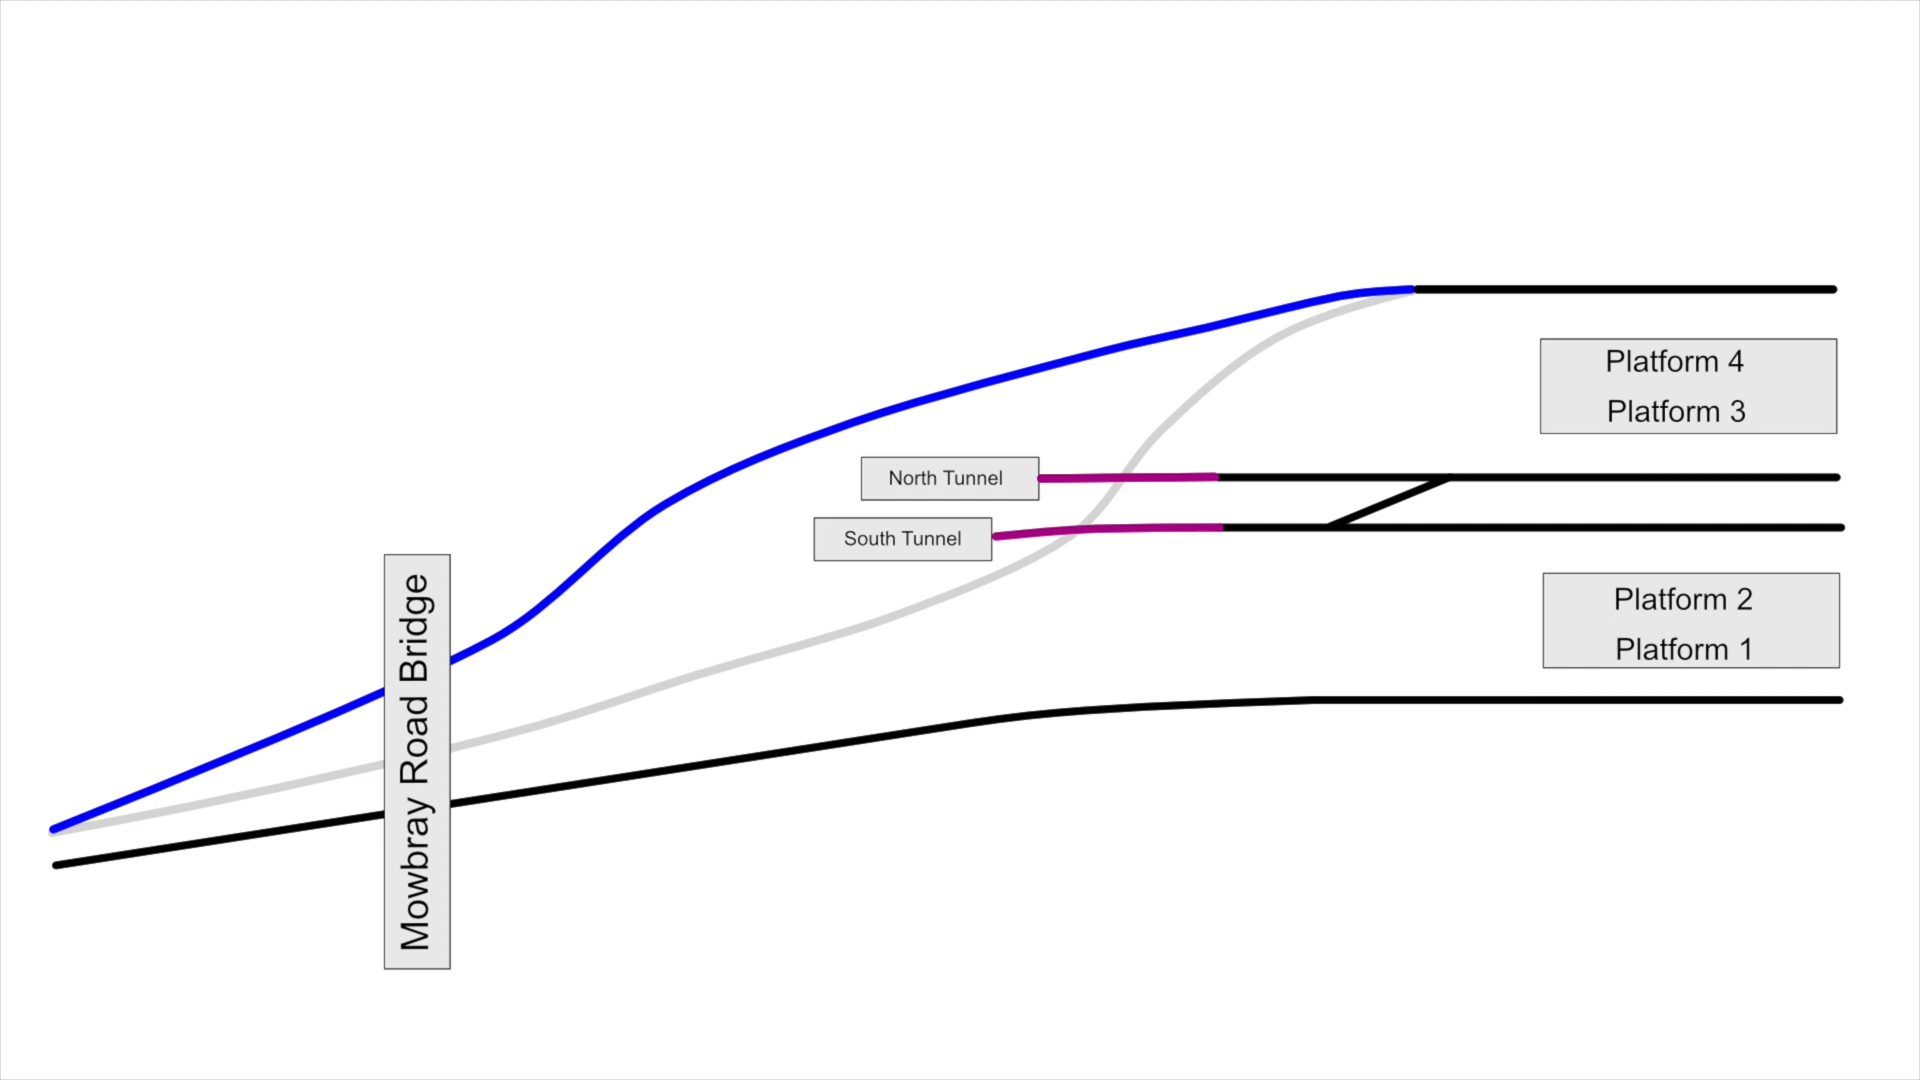 Platform 4
Platform 3
North Tunnel
South Tunnel
Platform 2
Platform 1
Mowbray Road Bridge